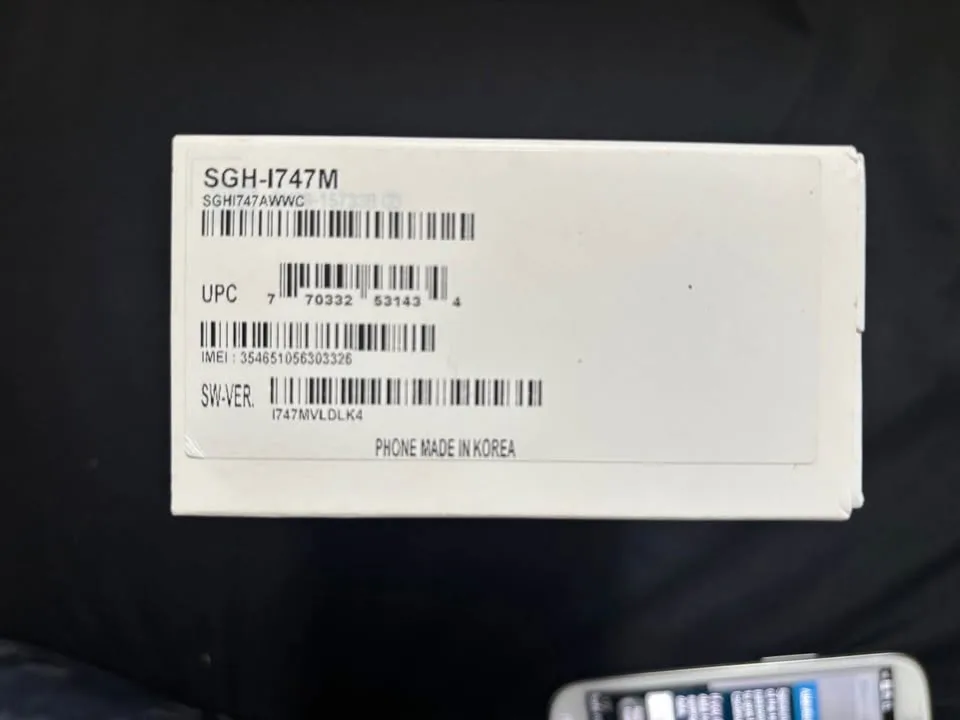 SGH-I747M
SGHI747AWWC
UPC 7 70332 53143 4
IMEI : 354651056303326
SW-VER.
I747MVLDLK4
PHONE MADE IN KOREA